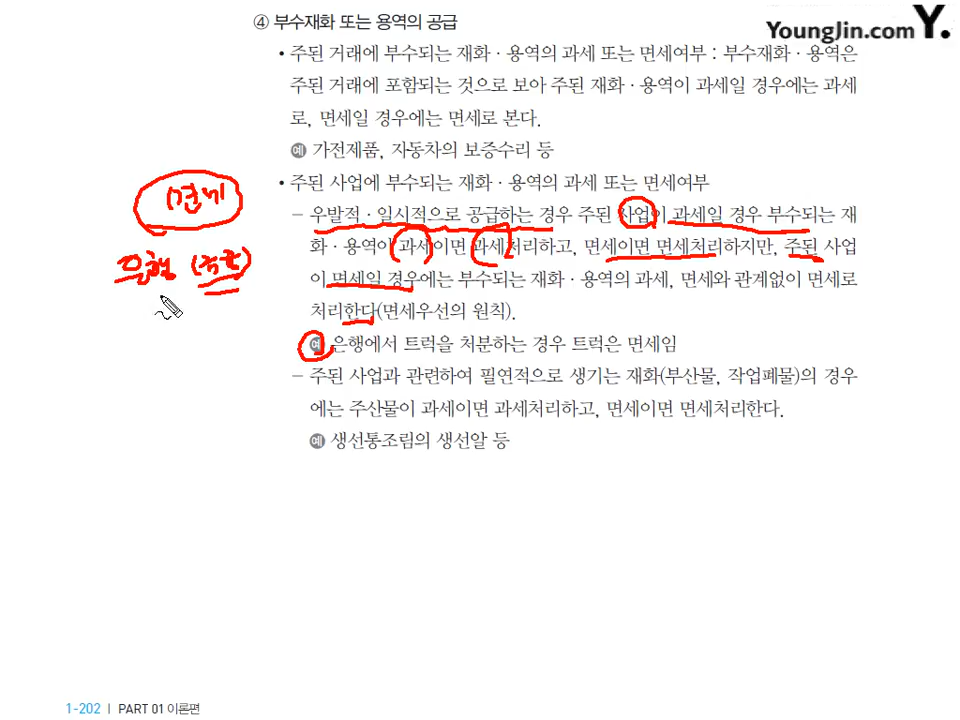 ④ 부수재화 또는 용역의 공급
YoungJin.com Y.
• 주된 거래에 부수되는 재화·용역의 과세 또는 면세여부 : 부수재화·용역은
주된 거래에 포함되는 것으로 보아 주된 재화·용역이 과세일 경우에는 과세
로, 면세일 경우에는 면세로 본다.
예 가전제품, 자동차의 보증수리 등
• 주된 사업에 부수되는 재화·용역의 과세 또는 면세여부
면세
– 우발적·일시적으로 공급하는 경우 주된 사업이 과세일 경우 부수되는 재
화·용역이 과세이면 과세처리하고, 면세이면 면세처리하지만, 주된 사업
은행
이 면세일 경우에는 부수되는 재화·용역의 과세, 면세와 관계없이 면세로
처리한다(면세우선의 원칙).
예 은행에서 트럭을 처분하는 경우 트럭은 면세임
– 주된 사업과 관련하여 필연적으로 생기는 재화(부산물, 작업폐물)의 경우
에는 주산물이 과세이면 과세처리하고, 면세이면 면세처리한다.
예 생선통조림의 생선알 등
1-202 | PART 01 이론편